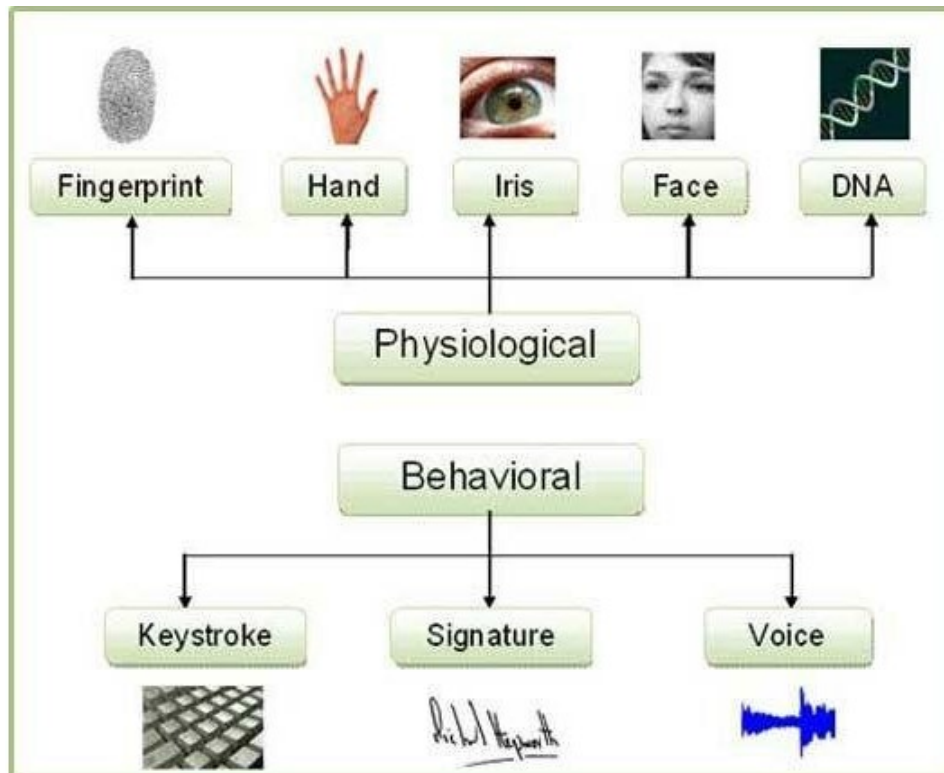 Fingerprint
Hand
Iris
Face
DNA
Physiological
Behavioral
Keystroke
Signature
Voice